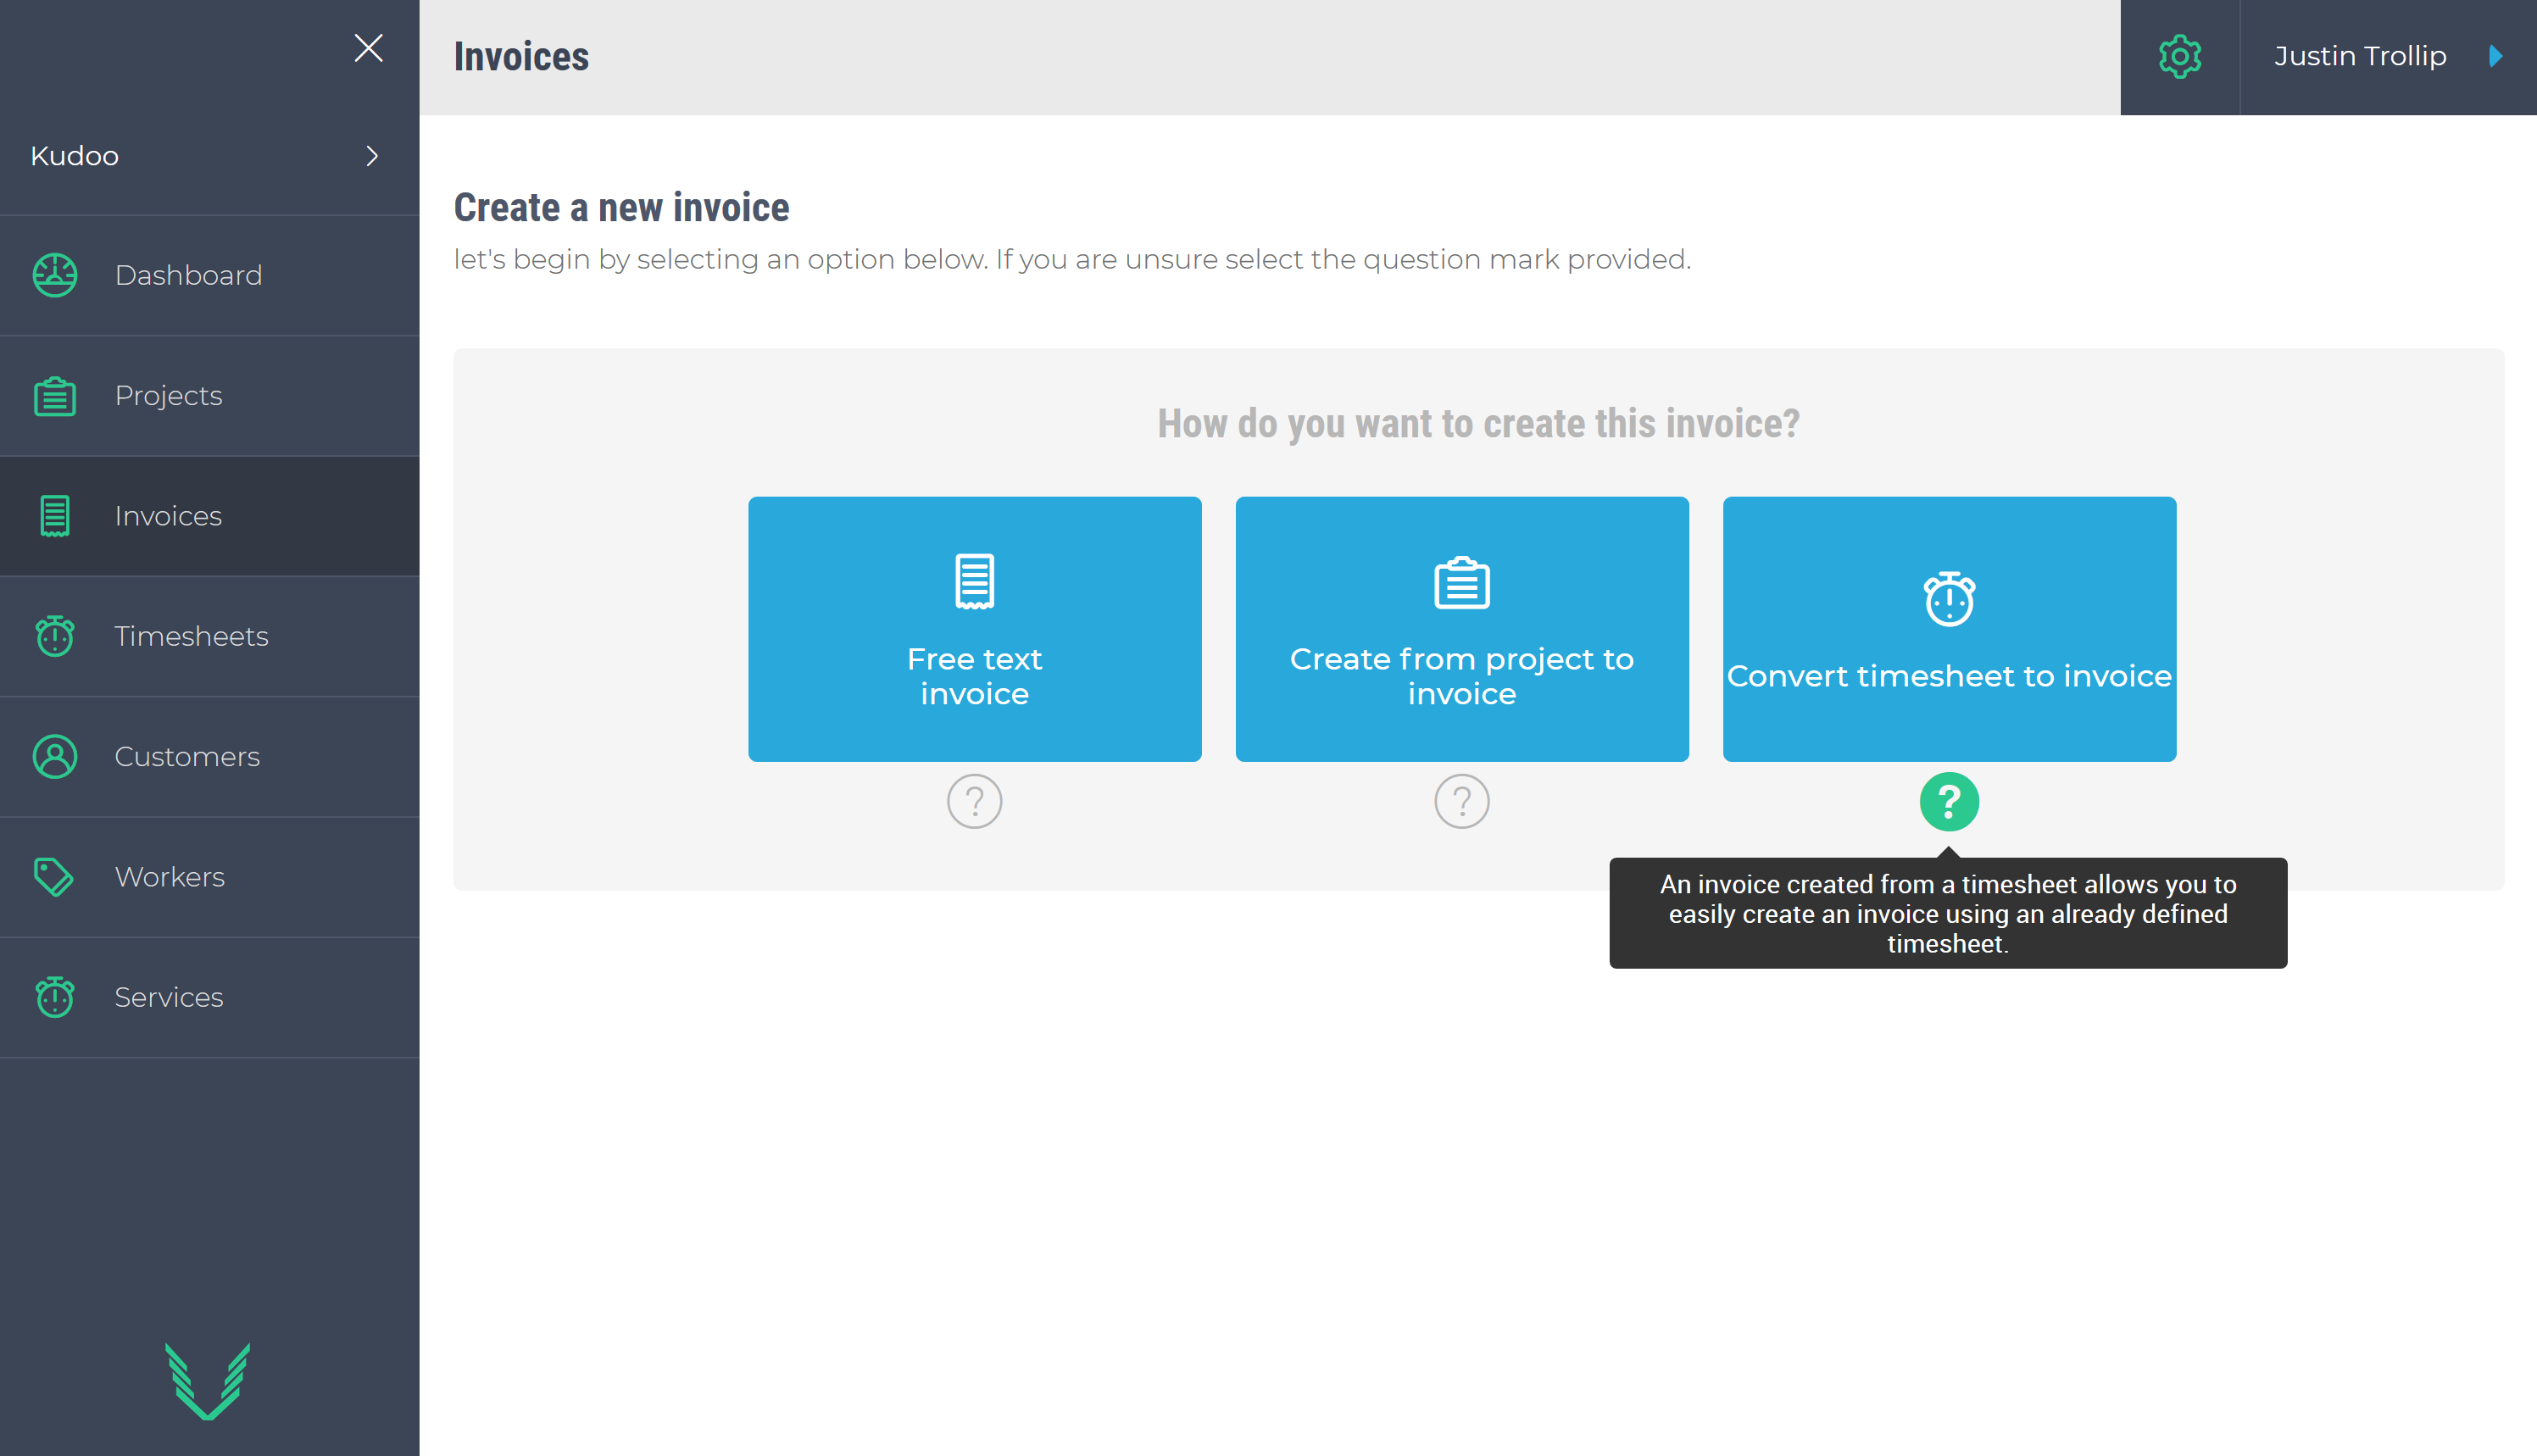 Invoices
Justin Trollip
Kudoo
Dashboard
Projects
Invoices
Timesheets
Customers
Workers
Services
Create a new invoice
let's begin by selecting an option below. If you are unsure select the question mark provided.
How do you want to create this invoice?
Free text
invoice
?
Create from project to
invoice
?
Convert timesheet to invoice
?
An invoice created from a timesheet allows you to
easily create an invoice using an already defined
timesheet.